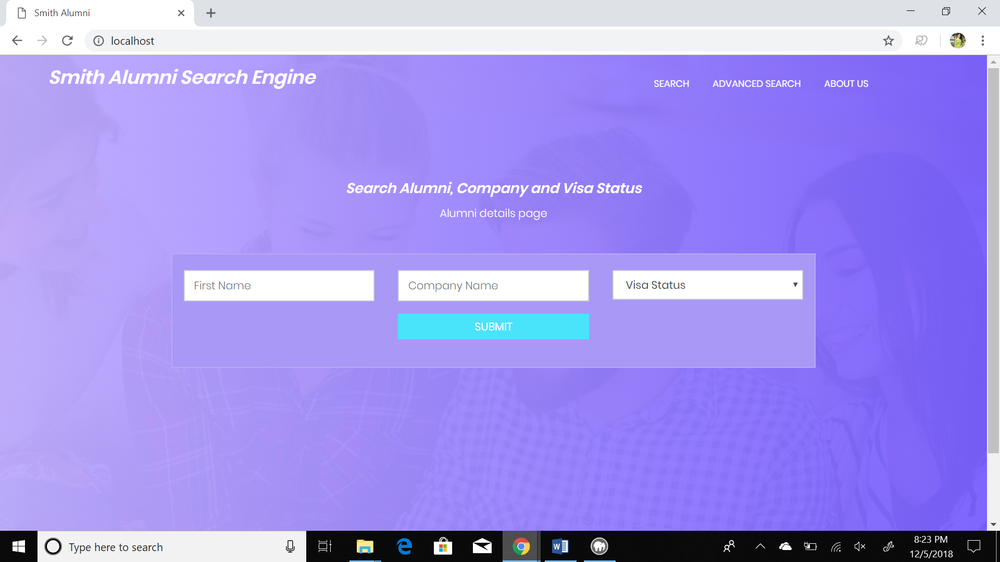 Smith Alumni
localhost
Smith Alumni Search Engine
SEARCH
ADVANCED SEARCH
ABOUT US
Search Alumni, Company and Visa Status
Alumni details page
First Name
Company Name
Visa Status
SUBMIT
Type here to search
8:23 PM
12/5/2018